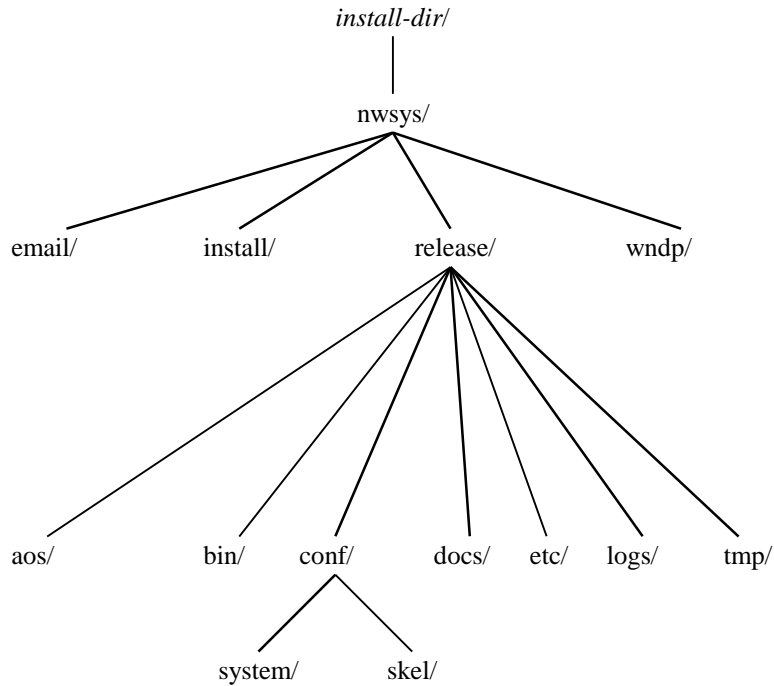 install-dir/
nwsys/
email/ install/ release/ wndp/
aos/ bin/ conf/ docs/ etc/ logs/ tmp/
system/ skel/